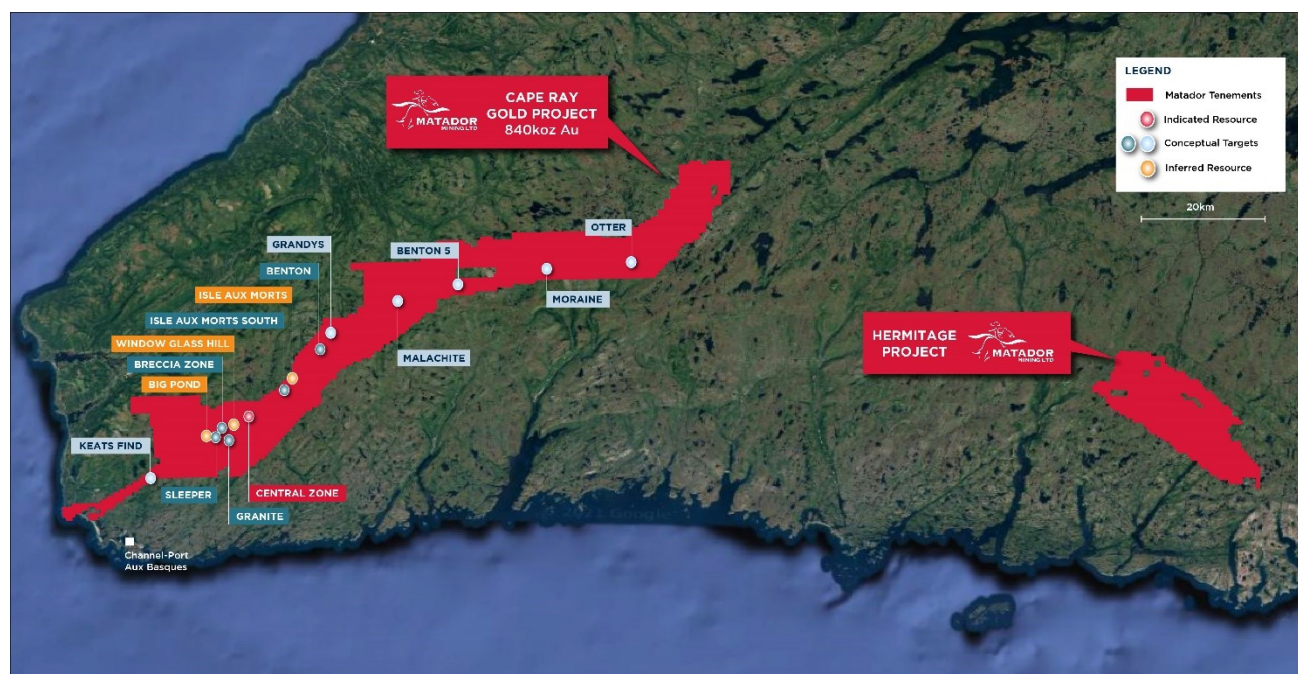 MATADOR
MINING LTD
CAPE RAY
GOLD PROJECT
840koz Au
LEGEND
Matador Tenements
Indicated Resource
Conceptual Targets
Inferred Resource
20km
OTTER
GRANDYS
BENTON 5
BENTON
ISLE AUX MORTS
MORAINE
ISLE AUX MORTS SOUTH
WINDOW GLASS HILL
MALACHITE
BRECCIA ZONE
BIG POND
HERMITAGE
PROJECT
MATADOR
MINING LTD
KEATS FIND
SLEEPER
CENTRAL ZONE
GRANITE
Channel-Port
Aux Basques